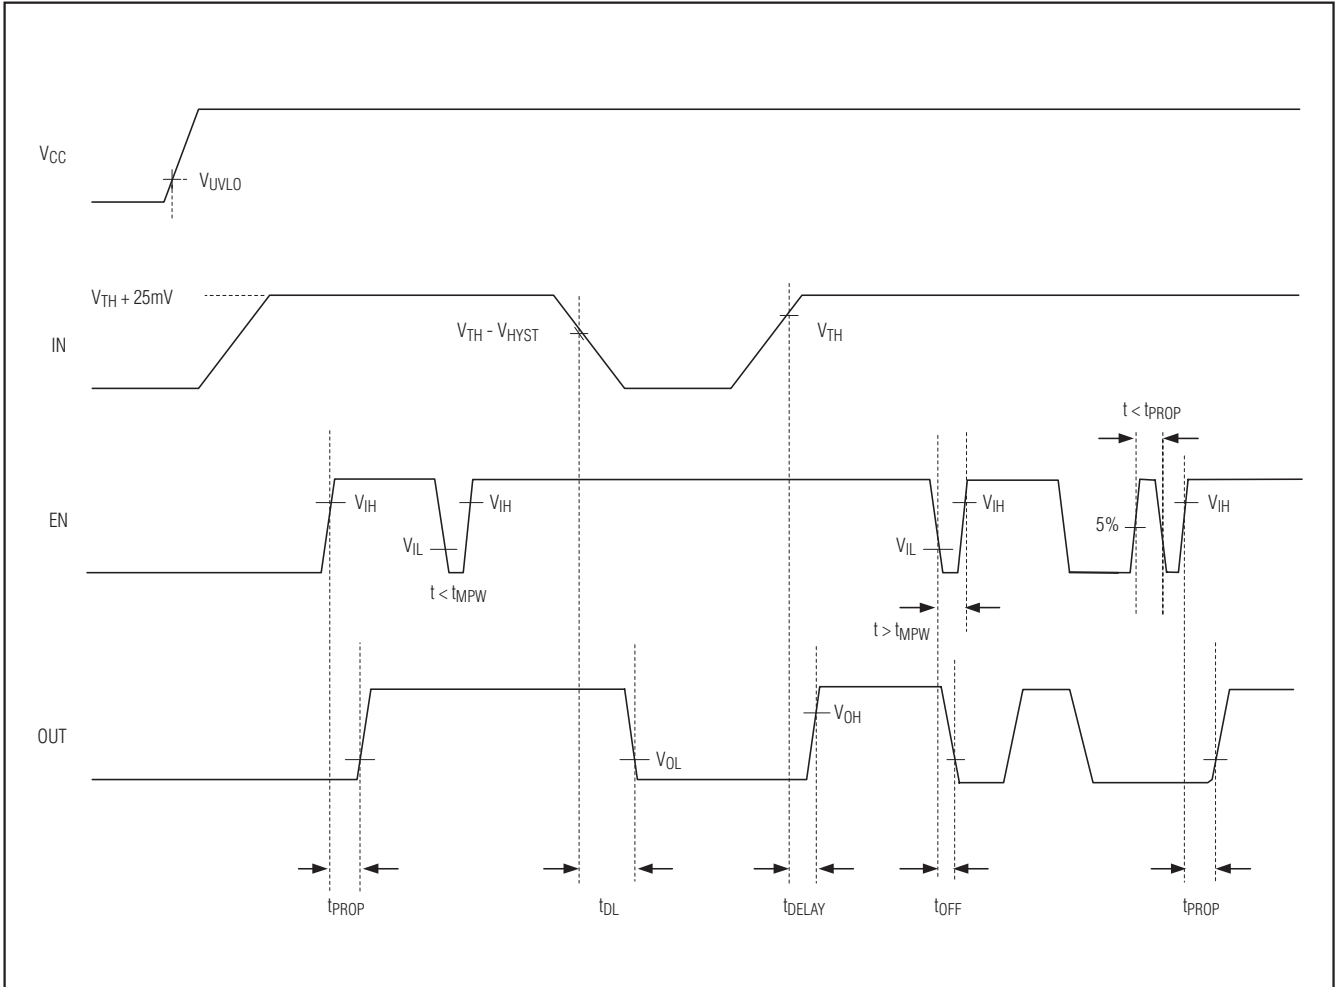 VCC
VUVLO
VTH + 25mV
IN
VTH - VHYST
VTH
t < tPROP
EN
VIH
VIL
t < tMPW
VIH
VIL
VIH
t > tMPW
5%
VIH
OUT
VOL
VOH
tPROP
tDL
tDELAY
tOFF
tPROP